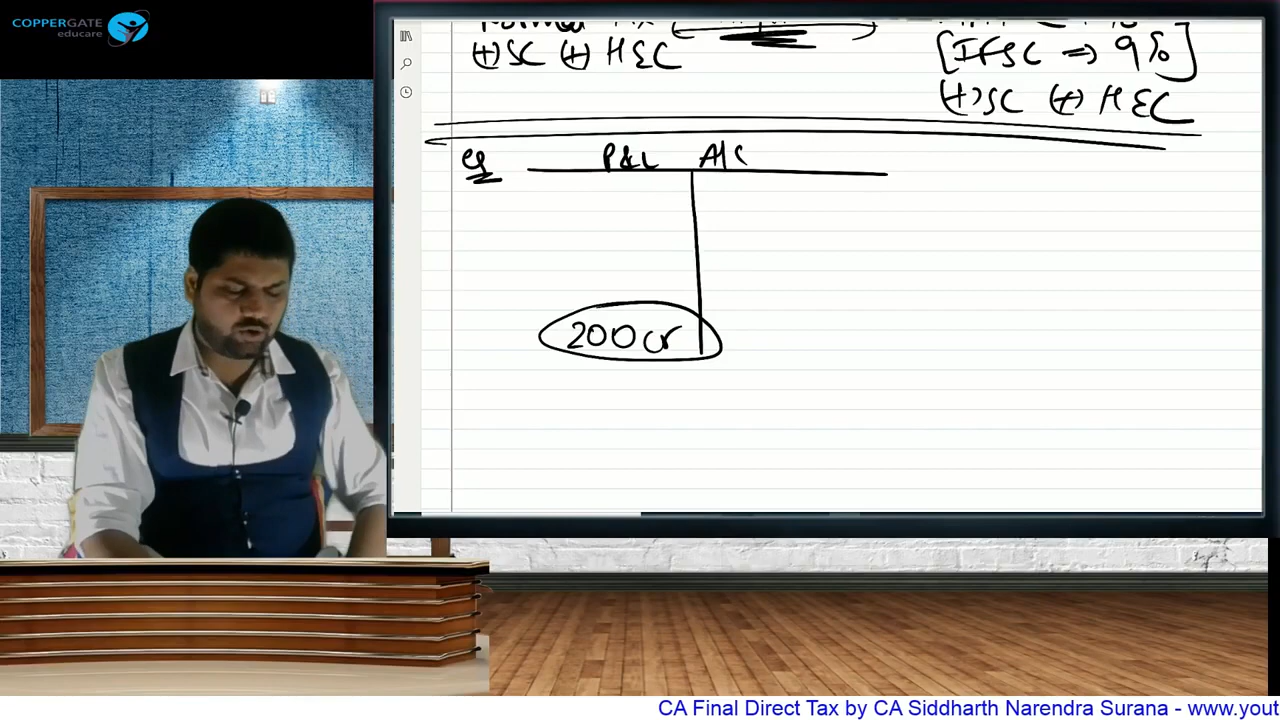 COPPERGATE
educare
(+) SC (+) HEC
[IFSC ⇒ 9%]
(+) SC (+) HEC
eg P&L A/c
200 cr
CA Final Direct Tax by CA Siddharth Narendra Surana - www.yout